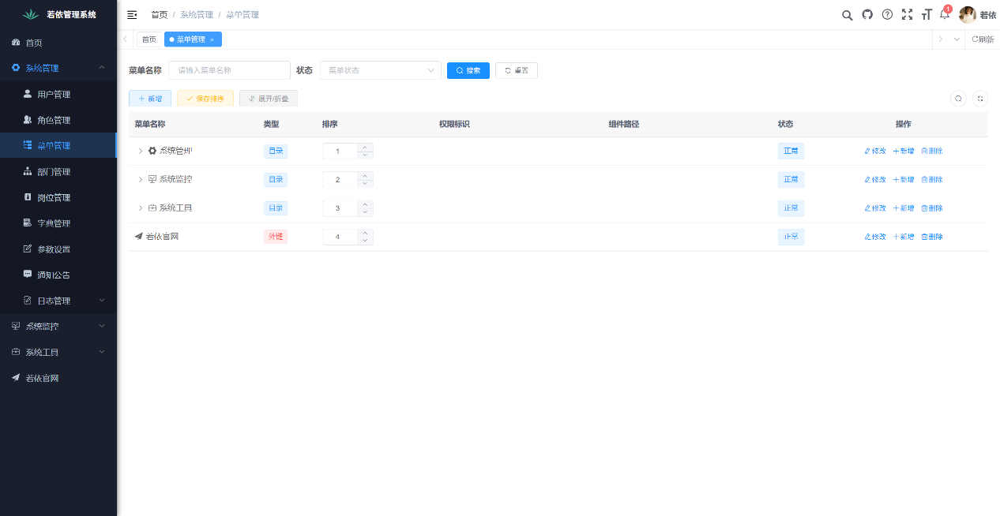 若依管理系统
首页
系统管理
用户管理
角色管理
菜单管理
部门管理
岗位管理
字典管理
参数设置
通知公告
日志管理
系统监控
系统工具
若依官网
首页 / 系统管理 / 菜单管理
1
若依
首页
菜单管理 ×
刷新
菜单名称 请输入菜单名称 状态 菜单状态 搜索 重置
新增 保存排序 展开/折叠
菜单名称 类型 排序 权限标识 组件路径 状态 操作
系统管理 目录 1 正常 修改 新增 删除
系统监控 目录 2 正常 修改 新增 删除
系统工具 目录 3 正常 修改 新增 删除
若依官网 外链 4 正常 修改 新增 删除